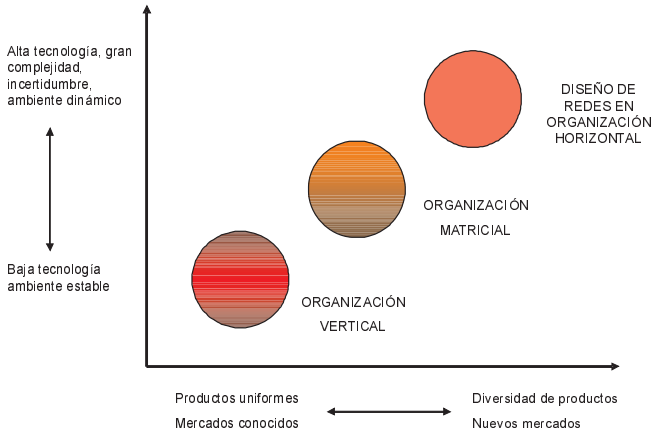 Alta tecnología, gran
complejidad,
incertidumbre,
ambiente dinámico
DISEÑO DE
REDES EN
ORGANIZACIÓN
HORIZONTAL
ORGANIZACIÓN
MATRICIAL
Baja tecnología
ambiente estable
ORGANIZACIÓN
VERTICAL
Productos uniformes
Mercados conocidos
Diversidad de productos
Nuevos mercados